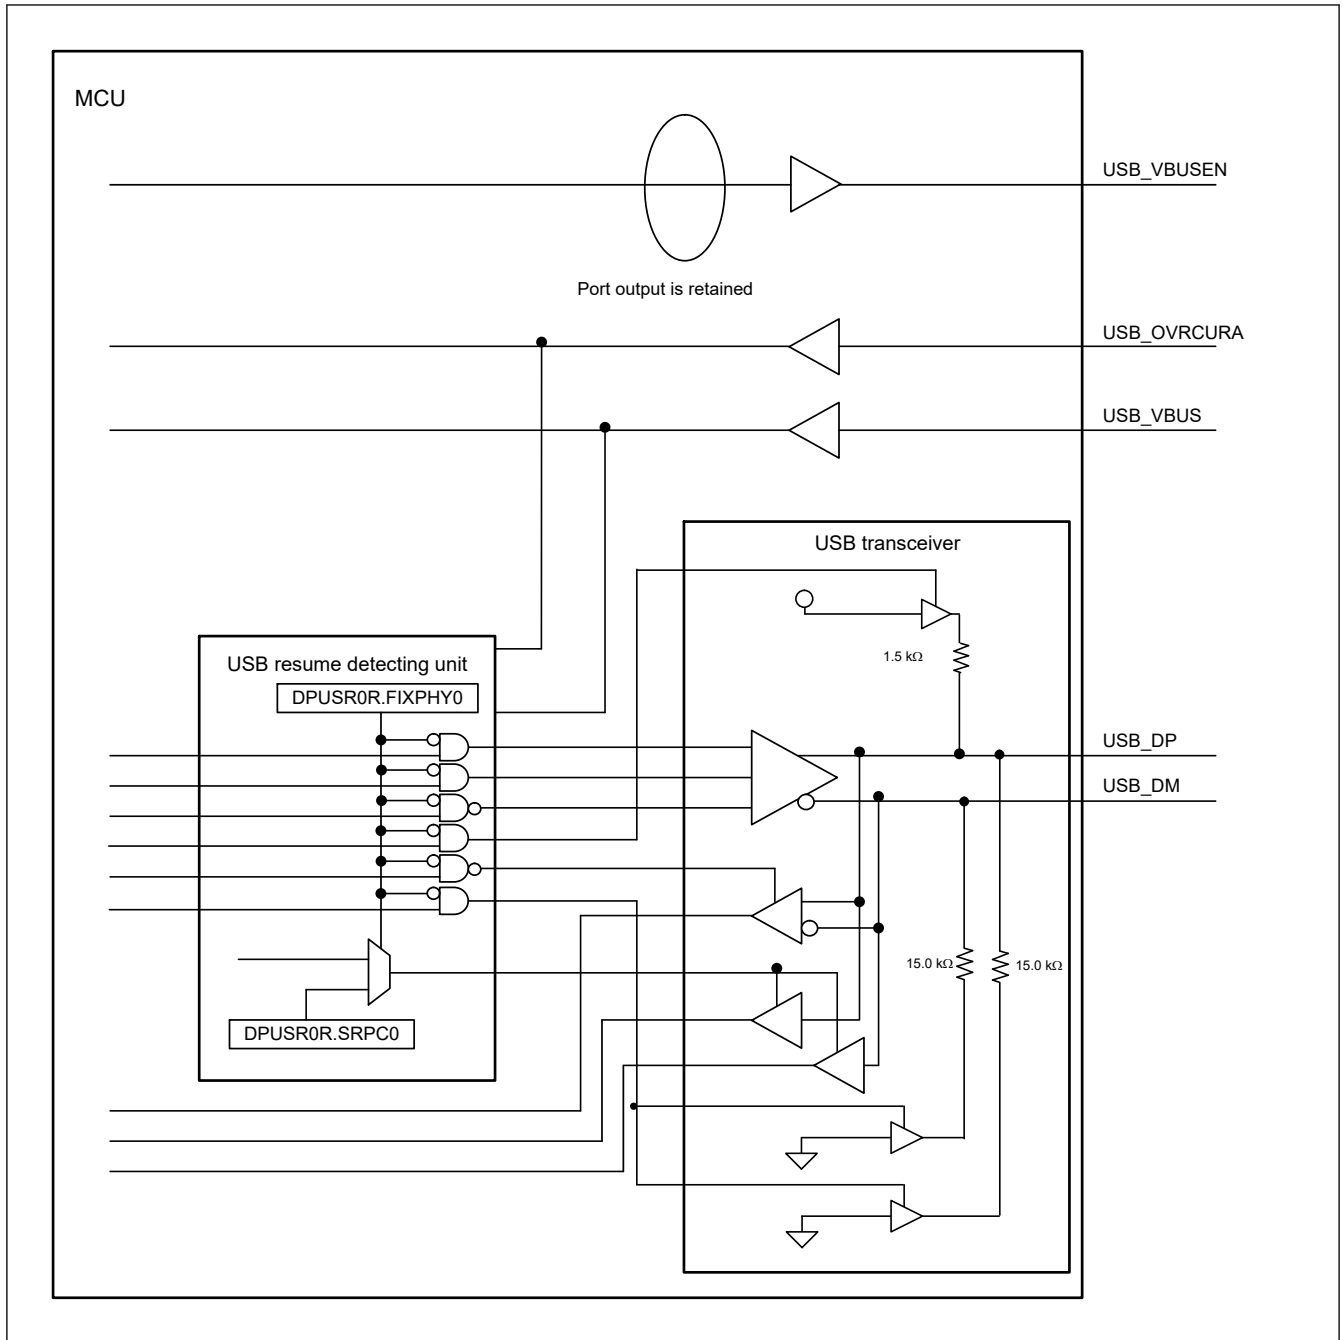 MCU
USB_VBUSEN
Port output is retained
USB_OVRCURA
USB_VBUS
USB transceiver
1.5 kΩ
USB resume detecting unit
DPUSR0R.FIXPHY0
USB_DP
USB_DM
15.0 kΩ
15.0 kΩ
DPUSR0R.SRPC0